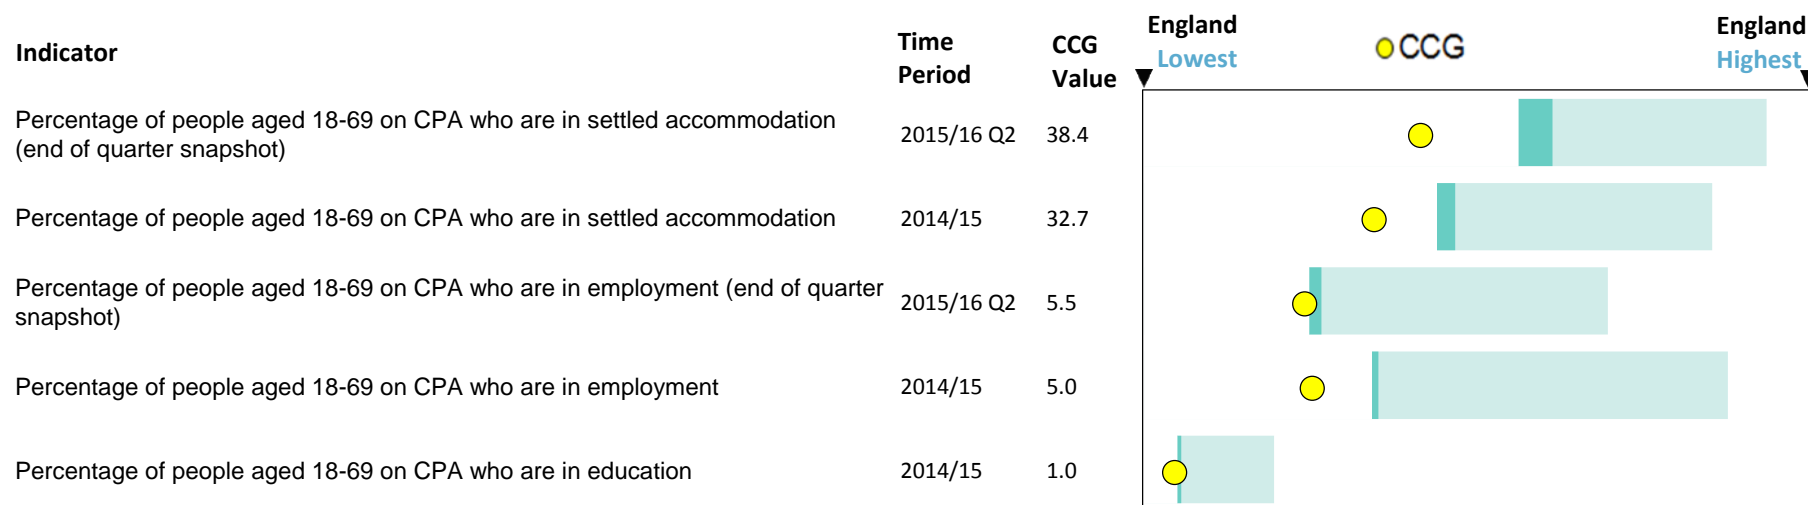 Indicator
Time
Period
CCG
Value
England
Lowest
CCG
England
Highest
Percentage of people aged 18-69 on CPA who are in settled accommodation
(end of quarter snapshot)
2015/16 Q2
38.4
Percentage of people aged 18-69 on CPA who are in settled accommodation
2014/15
32.7
Percentage of people aged 18-69 on CPA who are in employment (end of quarter
snapshot)
2015/16 Q2
5.5
Percentage of people aged 18-69 on CPA who are in employment
2014/15
5.0
Percentage of people aged 18-69 on CPA who are in education
2014/15
1.0